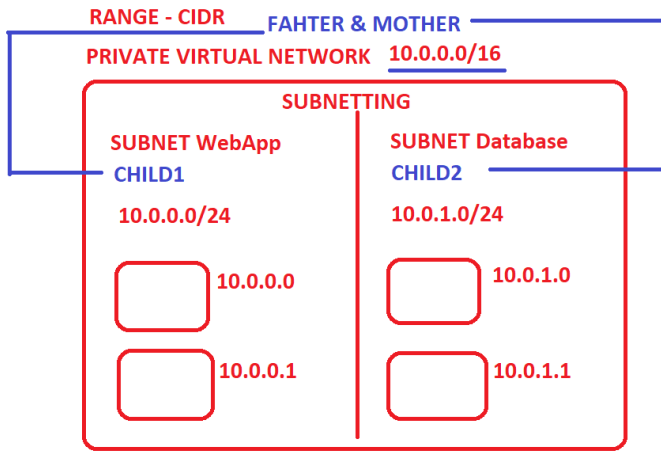 RANGE - CIDR
FAHTER & MOTHER
PRIVATE VIRTUAL NETWORK 10.0.0.0/16
SUBNETTING
SUBNET WebApp
CHILD1
10.0.0.0/24
10.0.0.0
10.0.0.1
SUBNET Database
CHILD2
10.0.1.0/24
10.0.1.0
10.0.1.1